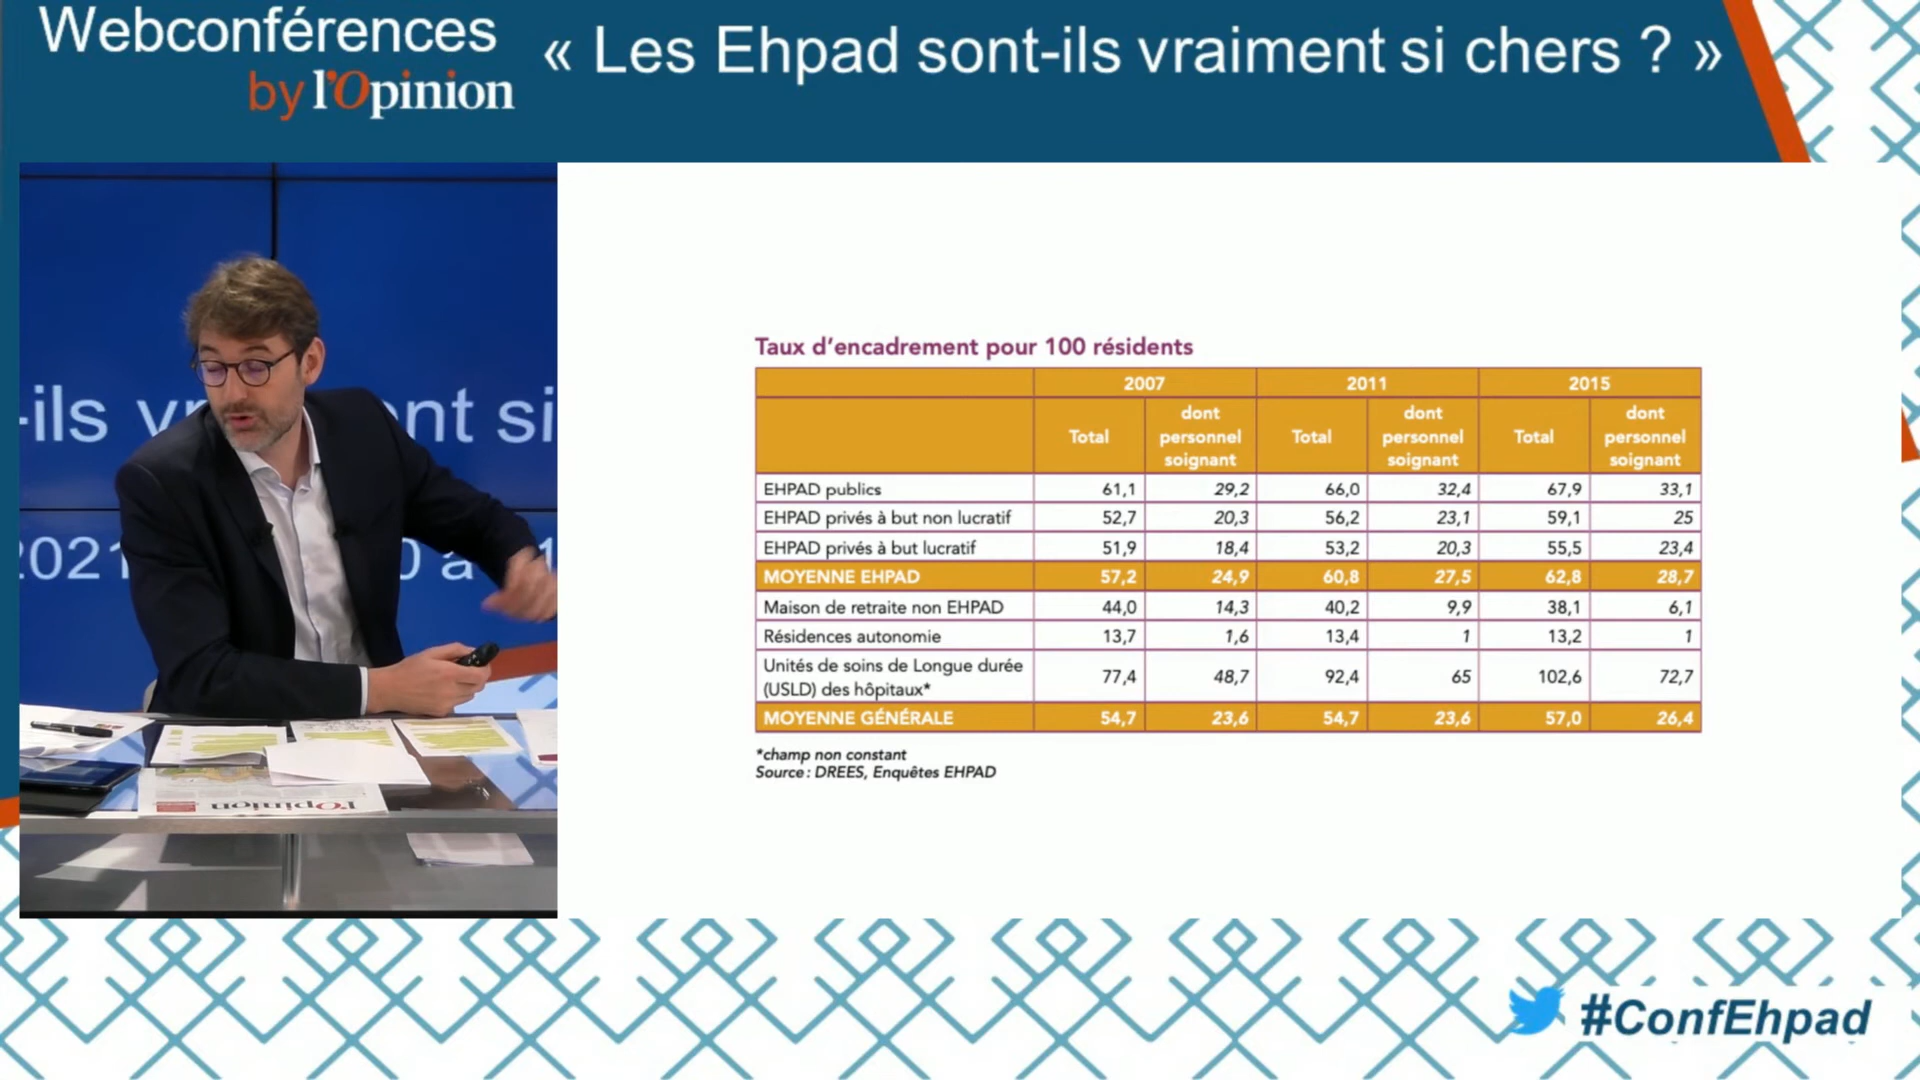 Webconférences
by l'Opinion
« Les Ehpad sont-ils vraiment si chers ? »
-ils vr ent si
2021 0 à 1
l'Opinion
Taux d'encadrement pour 100 résidents
2007 2011 2015
Total dont personnel soignant Total dont personnel soignant Total dont personnel soignant
EHPAD publics 61,1 29,2 66,0 32,4 67,9 33,1
EHPAD privés à but non lucratif 52,7 20,3 56,2 23,1 59,1 25
EHPAD privés à but lucratif 51,9 18,4 53,2 20,3 55,5 23,4
MOYENNE EHPAD 57,2 24,9 60,8 27,5 62,8 28,7
Maison de retraite non EHPAD 44,0 14,3 40,2 9,9 38,1 6,1
Résidences autonomie 13,7 1,6 13,4 1 13,2 1
Unités de soins de Longue durée
(USLD) des hôpitaux* 77,4 48,7 92,4 65 102,6 72,7
MOYENNE GÉNÉRALE 54,7 23,6 54,7 23,6 57,0 26,4
*champ non constant
Source : DREES, Enquêtes EHPAD
#ConfEhpad